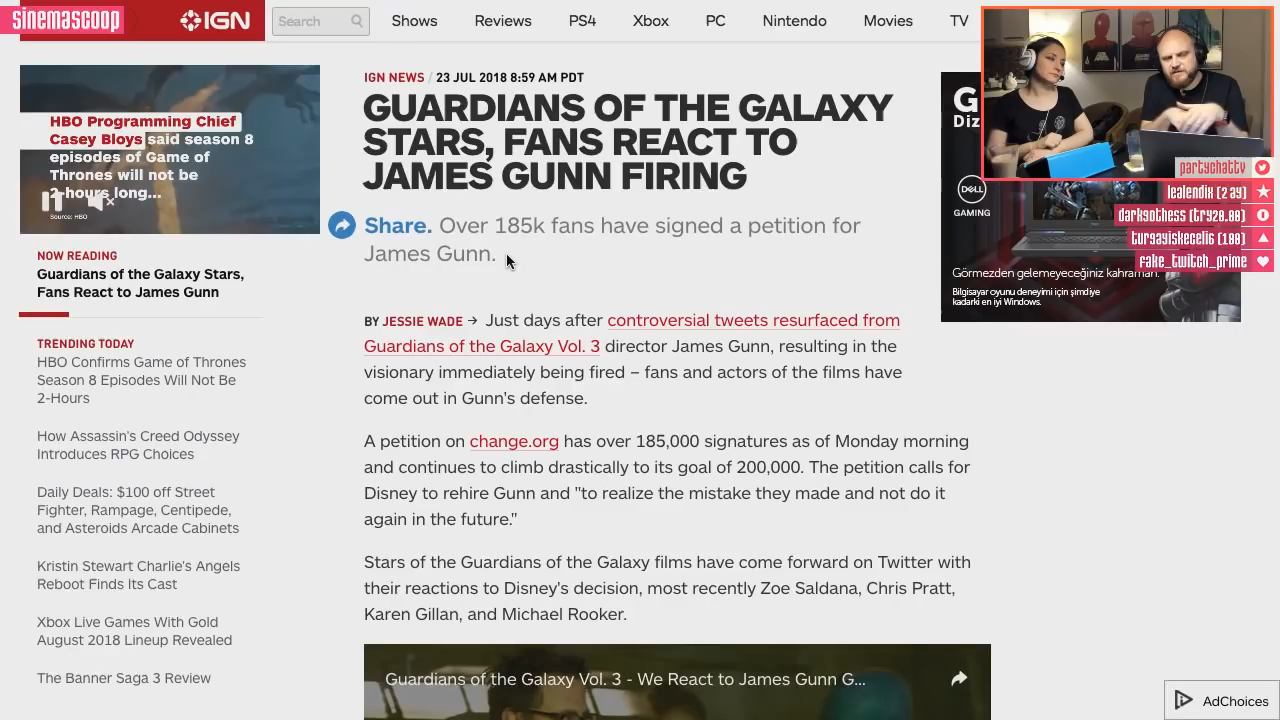 sinemascoop
IGN
Search
Shows
Reviews
PS4
Xbox
PC
Nintendo
Movies
TV
HBO Programming Chief
Casey Bloys said season 8
episodes of Game of
Thrones will not be
2-hours long...
Source: HBO
NOW READING
Guardians of the Galaxy Stars,
Fans React to James Gunn
TRENDING TODAY
HBO Confirms Game of Thrones
Season 8 Episodes Will Not Be
2-Hours
How Assassin's Creed Odyssey
Introduces RPG Choices
Daily Deals: $100 off Street
Fighter, Rampage, Centipede,
and Asteroids Arcade Cabinets
Kristen Stewart Charlie's Angels
Reboot Finds Its Cast
Xbox Live Games With Gold
August 2018 Lineup Revealed
The Banner Saga 3 Review
IGN NEWS / 23 JUL 2018 8:59 AM PDT
GUARDIANS OF THE GALAXY
STARS, FANS REACT TO
JAMES GUNN FIRING
Share. Over 185k fans have signed a petition for
James Gunn.
BY JESSIE WADE → Just days after controversial tweets resurfaced from
Guardians of the Galaxy Vol. 3 director James Gunn, resulting in the
visionary immediately being fired – fans and actors of the films have
come out in Gunn's defense.
A petition on change.org has over 185,000 signatures as of Monday morning
and continues to climb drastically to its goal of 200,000. The petition calls for
Disney to rehire Gunn and "to realize the mistake they made and not do it
again in the future."
Stars of the Guardians of the Galaxy films have come forward on Twitter with
their reactions to Disney's decision, most recently Zoe Saldana, Chris Pratt,
Karen Gillan, and Michael Rooker.
Guardians of the Galaxy Vol. 3 - We React to James Gunn G...
G
Diz
partychattv
lealendix (2 ay)
darkgothess (try20.00)
turgayiskecelis (100)
fake_twitch_prime
DELL
GAMING
Görmezden gelemeyeceğiniz kahraman.
Bilgisayar oyunu deneyimi için şimdiye
kadarki en iyi Windows.
AdChoices